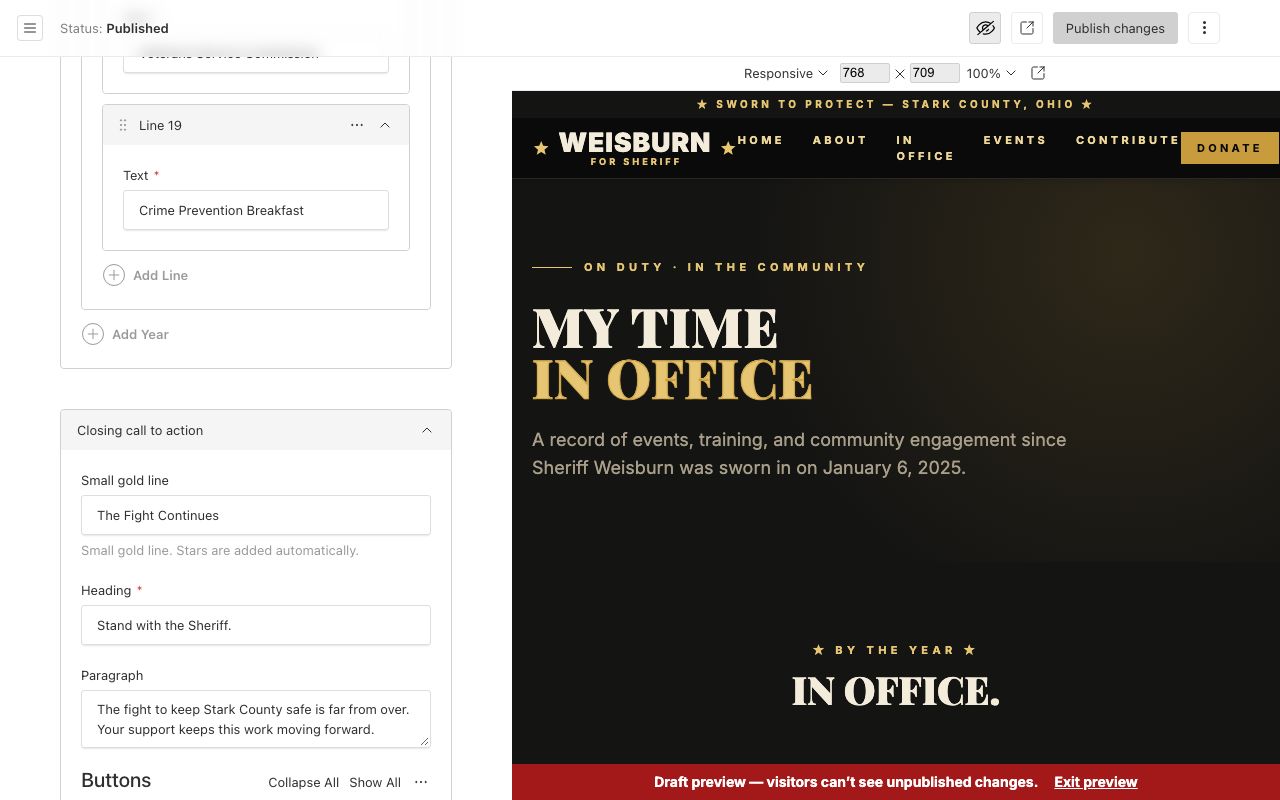 Status: Published
Publish changes
Veterans Service Commission
Line 19
Text *
Crime Prevention Breakfast
Add Line
Add Year
Closing call to action
Small gold line
The Fight Continues
Small gold line. Stars are added automatically.
Heading *
Stand with the Sheriff.
Paragraph
The fight to keep Stark County safe is far from over.
Your support keeps this work moving forward.
Buttons
Collapse All Show All
Responsive 768 × 709 100%
★ SWORN TO PROTECT — STARK COUNTY, OHIO ★
★ WEISBURN ★
FOR SHERIFF
HOME ABOUT IN OFFICE EVENTS CONTRIBUTE DONATE
ON DUTY · IN THE COMMUNITY
MY TIME
IN OFFICE
A record of events, training, and community engagement since
Sheriff Weisburn was sworn in on January 6, 2025.
★ BY THE YEAR ★
IN OFFICE.
Draft preview — visitors can’t see unpublished changes. Exit preview